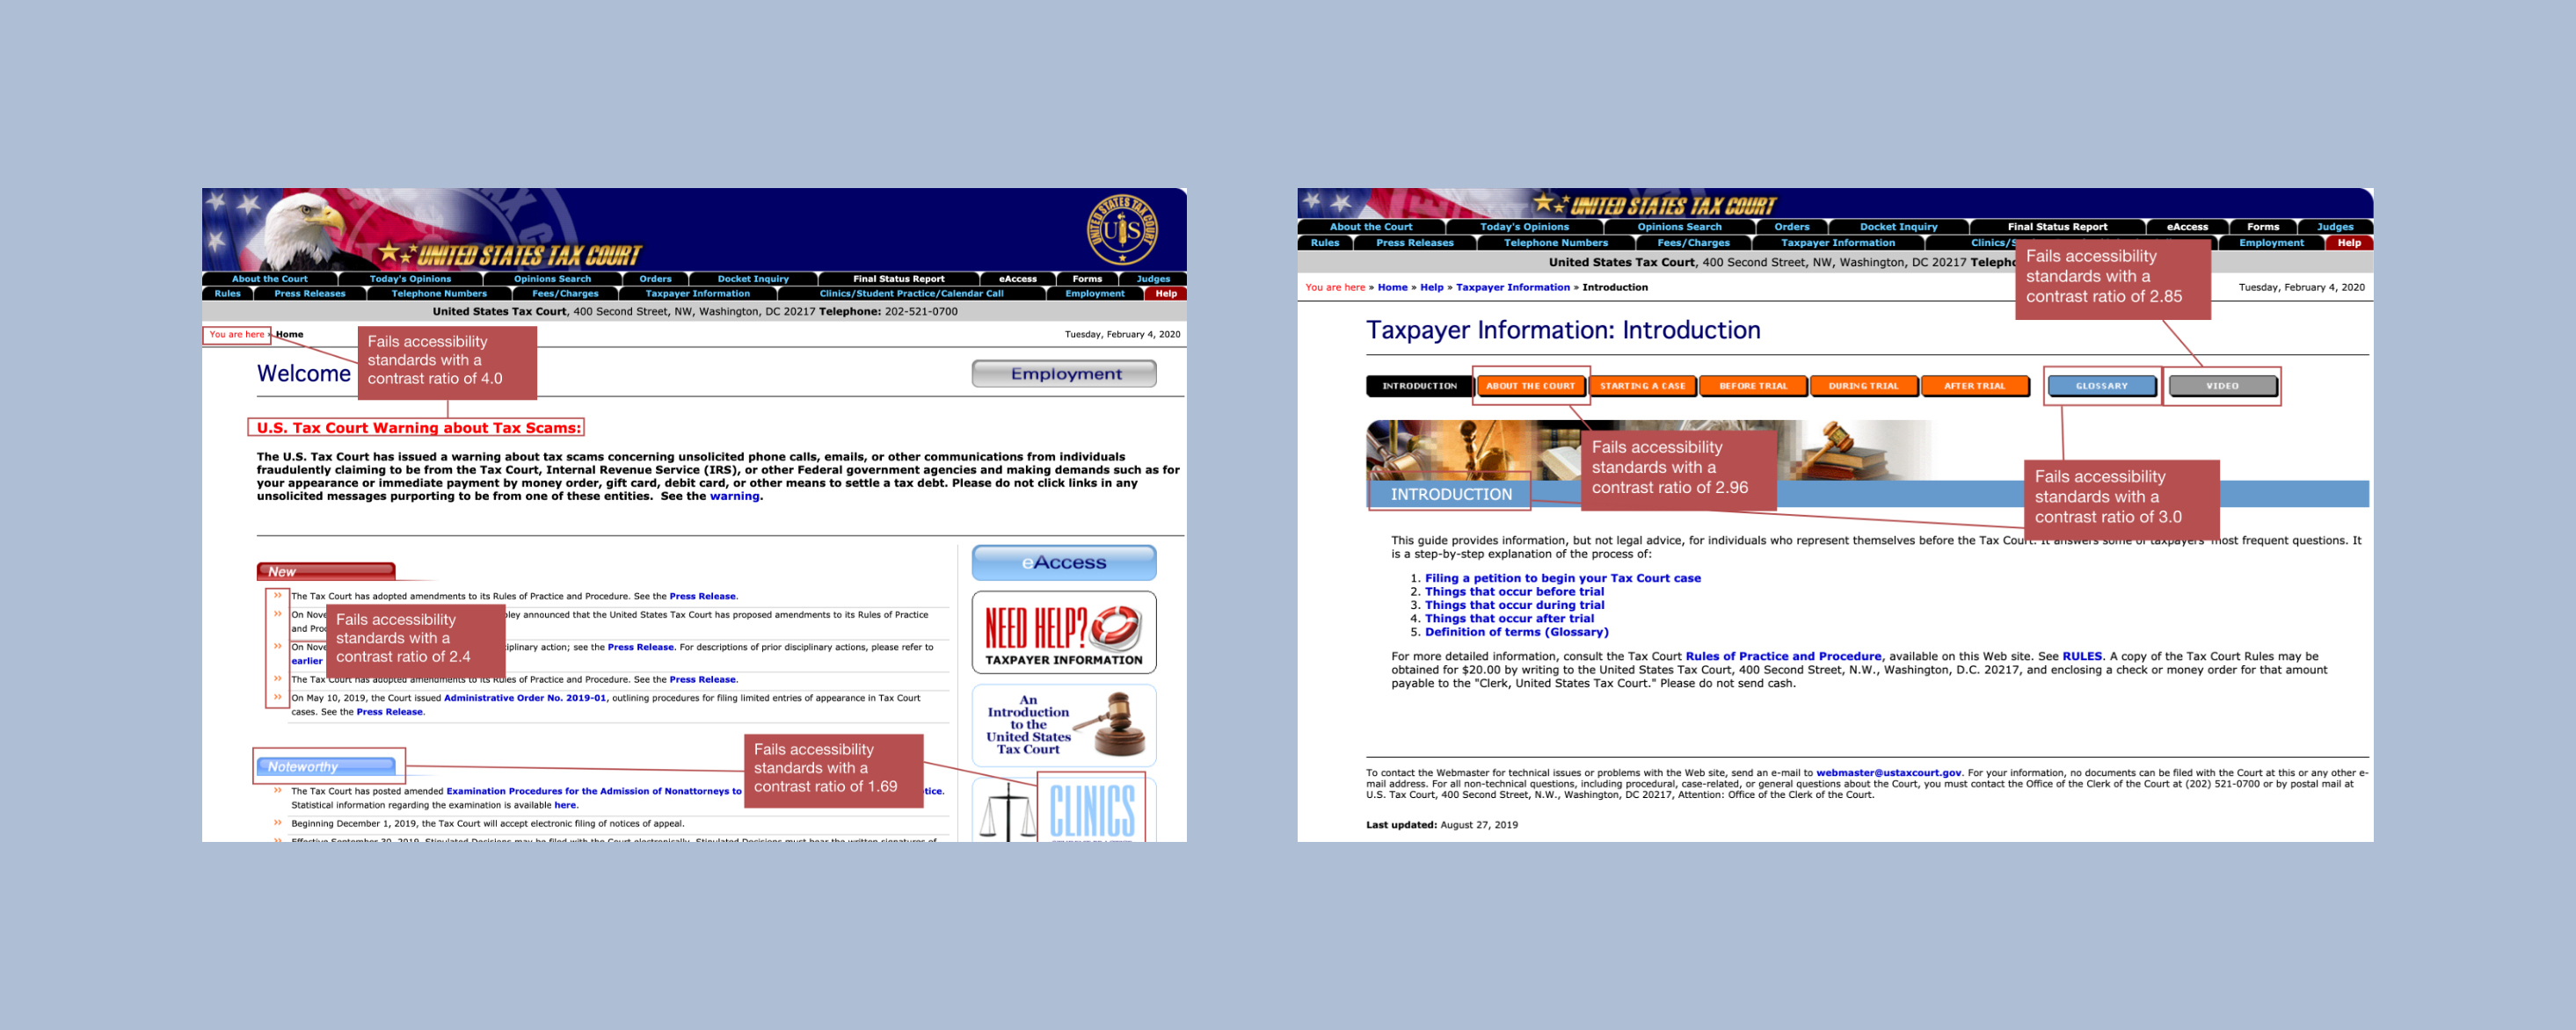 UNITED STATES TAX COURT
UNITED STATES TAX COURT
US
About the Court Today's Opinions Opinions Search Orders Docket Inquiry Final Status Report eAccess Forms Judges
Rules Press Releases Telephone Numbers Fees/Charges Taxpayer Information Clinics/Student Practice/Calendar Call Employment Help
United States Tax Court, 400 Second Street, NW, Washington, DC 20217 Telephone: 202-521-0700
You are here » Home
Tuesday, February 4, 2020
Fails accessibility
standards with a
contrast ratio of 4.0
Welcome
Employment
U.S. Tax Court Warning about Tax Scams:
The U.S. Tax Court has issued a warning about tax scams concerning unsolicited phone calls, emails, or other communications from individuals
fraudulently claiming to be from the Tax Court, Internal Revenue Service (IRS), or other Federal government agencies and making demands such as for
your appearance or immediate payment by money order, gift card, debit card, or other means to settle a tax debt. Please do not click links in any
unsolicited messages purporting to be from one of these entities.  See the warning.
New
» The Tax Court has adopted amendments to its Rules of Practice and Procedure. See the Press Release.
» On announced that the United States Tax Court has proposed amendments to its Rules of Practice
and
» On action; see the Press Release. For descriptions of prior disciplinary actions, please refer to
earlier
» The Tax Court has adopted amendments to its Rules of Practice and Procedure. See the Press Release.
» On May 10, 2019, the Court issued Administrative Order No. 2019-01, outlining procedures for filing limited entries of appearance in Tax Court
cases. See the Press Release.
Fails accessibility
standards with a
contrast ratio of 2.4
Noteworthy
» The Tax Court has posted amended Examination Procedures for the Admission of Nonattorneys to
Statistical information regarding the examination is available here.
» Beginning December 1, 2019, the Tax Court will accept electronic filing of notices of appeal.
» Effective September 30, 2019, Stipulated Decisions may be filed with the Court electronically. Stipulated Decisions must bear the written signatures of
Fails accessibility
standards with a
contrast ratio of 1.69
eAccess
NEED HELP?
TAXPAYER INFORMATION
An
Introduction
to the
United States
Tax Court
CLINICS
UNITED STATES TAX COURT
About the Court Today's Opinions Opinions Search Orders Docket Inquiry Final Status Report eAccess Forms Judges
Rules Press Releases Telephone Numbers Fees/Charges Taxpayer Information Employment Help
United States Tax Court, 400 Second Street, NW, Washington, DC 20217
You are here » Home » Help » Taxpayer Information » Introduction
Tuesday, February 4, 2020
Fails accessibility
standards with a
contrast ratio of 2.85
Taxpayer Information: Introduction
INTRODUCTION ABOUT THE COURT STARTING A CASE BEFORE TRIAL DURING TRIAL AFTER TRIAL GLOSSARY VIDEO
Fails accessibility
standards with a
contrast ratio of 2.96
INTRODUCTION
Fails accessibility
standards with a
contrast ratio of 3.0
This guide provides information, but not legal advice, for individuals who represent themselves before the Tax Court. It answers some of taxpayers' most frequent questions. It
is a step-by-step explanation of the process of:
1. Filing a petition to begin your Tax Court case
2. Things that occur before trial
3. Things that occur during trial
4. Things that occur after trial
5. Definition of terms (Glossary)
For more detailed information, consult the Tax Court Rules of Practice and Procedure, available on this Web site. See RULES. A copy of the Tax Court Rules may be
obtained for $20.00 by writing to the United States Tax Court, 400 Second Street, N.W., Washington, D.C. 20217, and enclosing a check or money order for that amount
payable to the "Clerk, United States Tax Court." Please do not send cash.
To contact the Webmaster for technical issues or problems with the Web site, send an e-mail to webmaster@ustaxcourt.gov. For your information, no documents can be filed with the Court at this or any other e-
mail address. For all non-technical questions, including procedural, case-related, or general questions about the Court, you must contact the Office of the Clerk of the Court at (202) 521-0700 or by postal mail at
U.S. Tax Court, 400 Second Street, N.W., Washington, DC 20217, Attention: Office of the Clerk of the Court.
Last updated: August 27, 2019